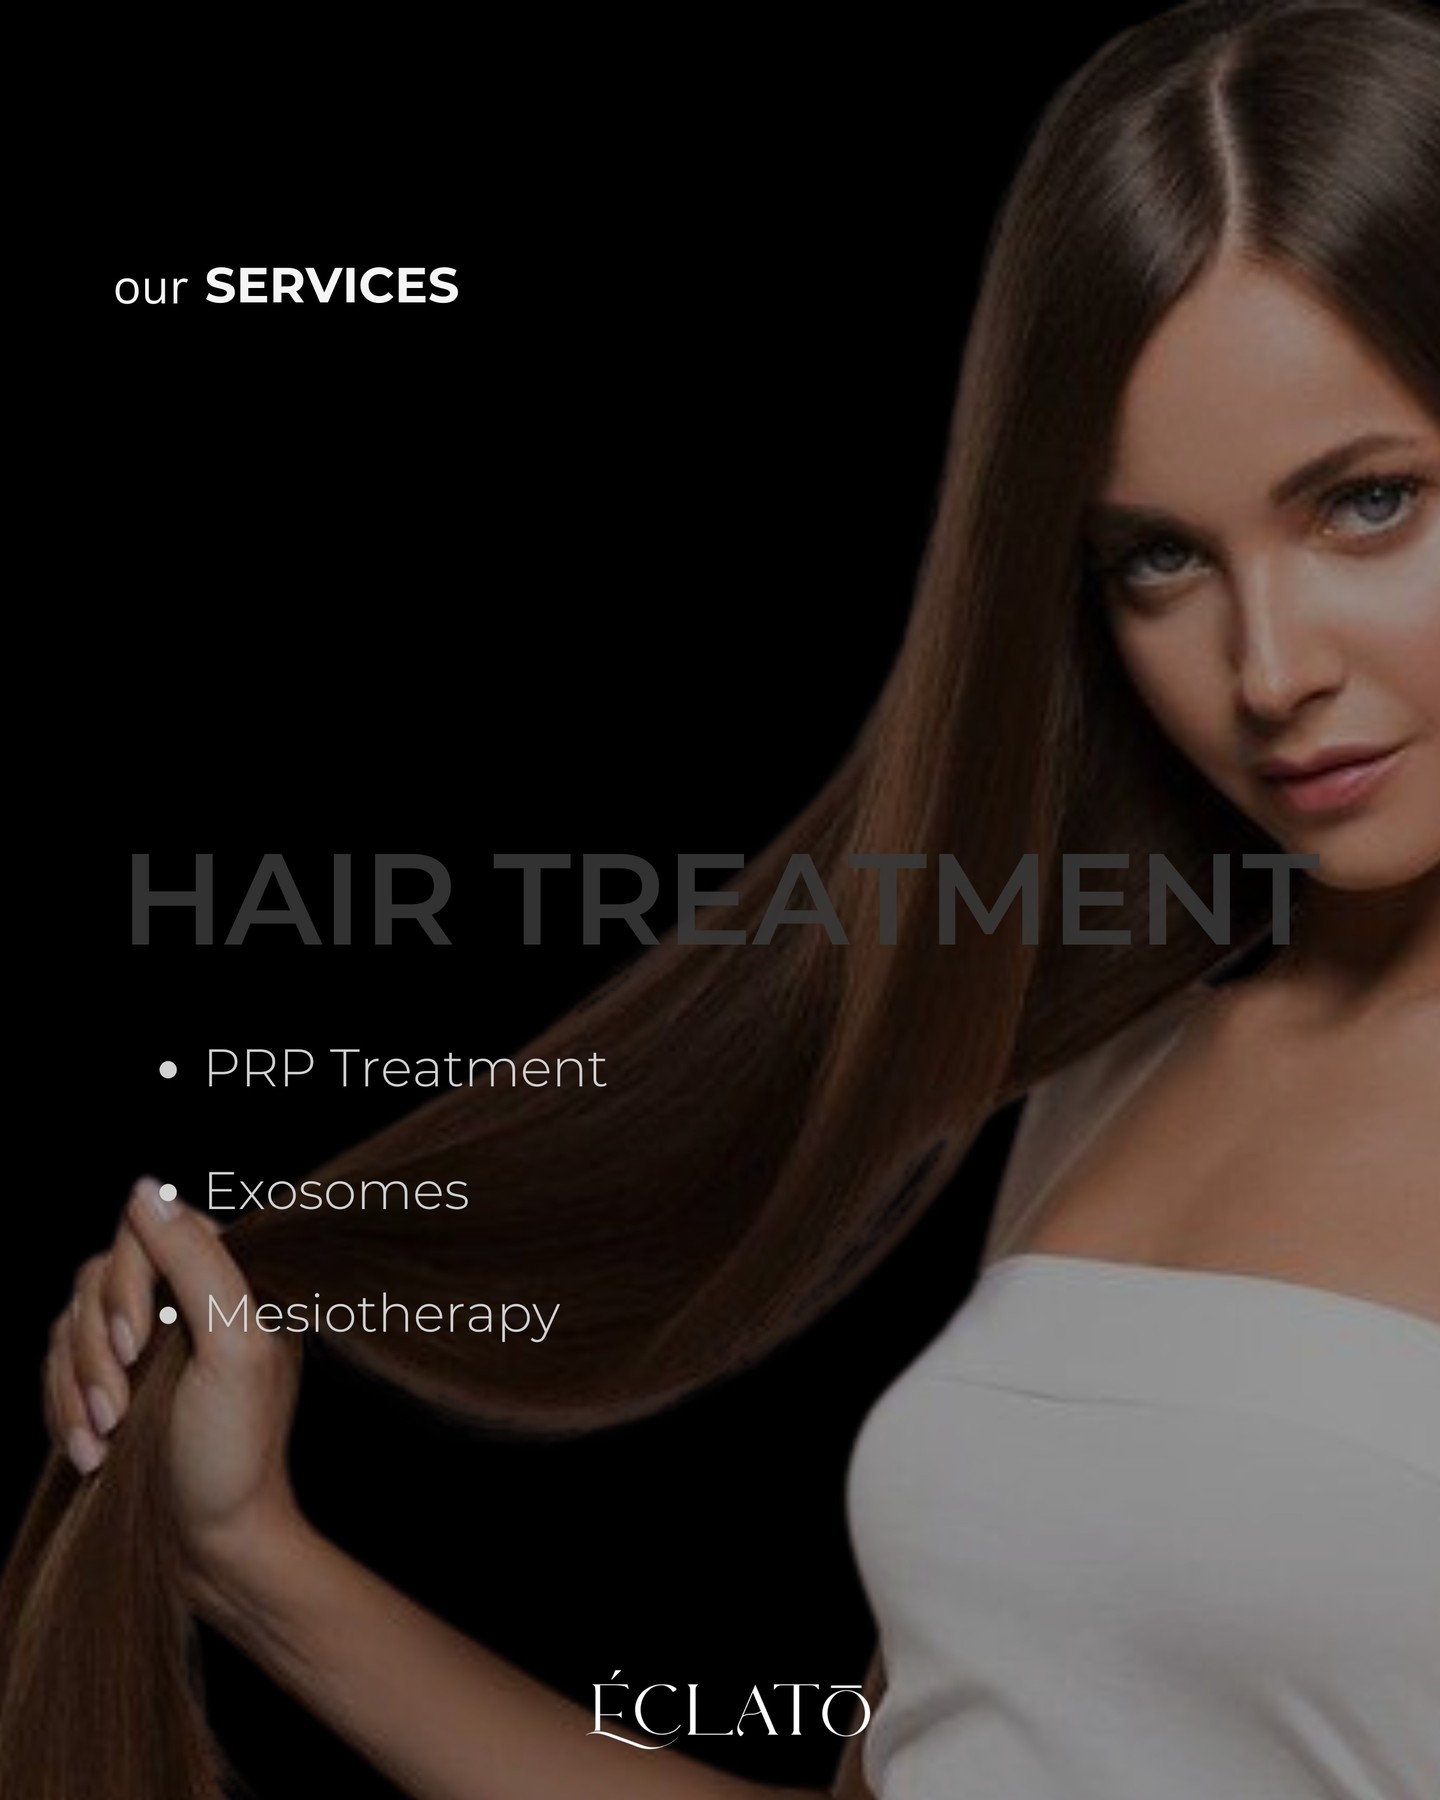 our SERVICES
HAIR TREATMENT
• PRP Treatment
• Exosomes
• Mesiotherapy
ÉCLATŌ